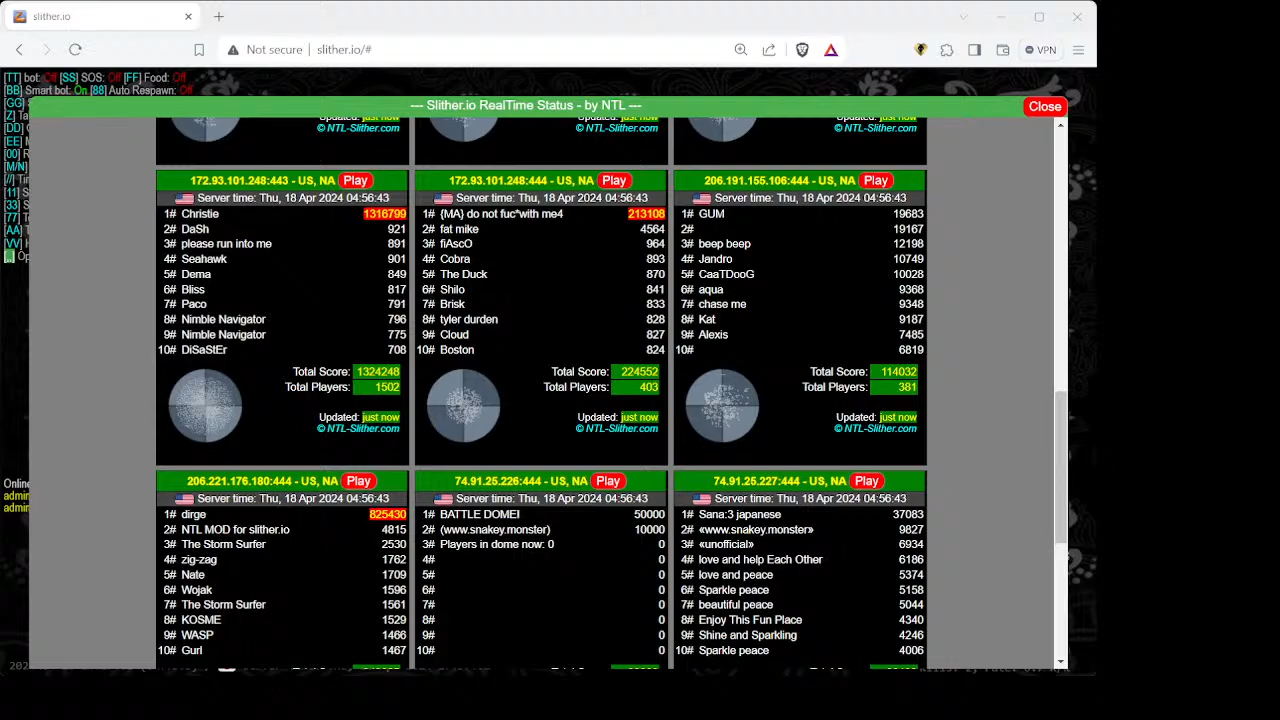 slither.io
Not secure slither.io/#
VPN
[TT] bot: Off [SS] SOS: Off [FF] Food: Off
[BB] Smart bot: On [88] Auto Respawn: Off
--- Slither.io RealTime Status - by NTL --- Close
just now just now just now
© NTL-Slither.com © NTL-Slither.com © NTL-Slither.com
172.93.101.248:443 - US, NA Play
Server time: Thu, 18 Apr 2024 04:56:43
1# Christie 1316799
2# DaSh 921
3# please run into me 891
4# Seahawk 901
5# Dema 849
6# Bliss 817
7# Paco 791
8# Nimble Navigator 796
9# Nimble Navigator 775
10# DiSaStEr 708
Total Score: 1324248
Total Players: 1502
Updated: just now
© NTL-Slither.com
172.93.101.248:444 - US, NA Play
Server time: Thu, 18 Apr 2024 04:56:43
1# {MA} do not fuc*with me4 213108
2# fat mike 4564
3# fiAscO 964
4# Cobra 893
5# The Duck 870
6# Shilo 841
7# Brisk 833
8# tyler durden 828
9# Cloud 827
10# Boston 824
Total Score: 224552
Total Players: 403
Updated: just now
© NTL-Slither.com
206.191.155.106:444 - US, NA Play
Server time: Thu, 18 Apr 2024 04:56:43
1# GUM 19683
2# 19167
3# beep beep 12198
4# Jandro 10749
5# CaaTDooG 10028
6# aqua 9368
7# chase me 9348
8# Kat 9187
9# Alexis 7485
10# 6819
Total Score: 114032
Total Players: 381
Updated: just now
© NTL-Slither.com
206.221.176.180:444 - US, NA Play
Server time: Thu, 18 Apr 2024 04:56:43
1# dirge 825430
2# NTL MOD for slither.io 4815
3# The Storm Surfer 2530
4# zig-zag 1762
5# Nate 1709
6# Wojak 1596
7# The Storm Surfer 1561
8# KOSME 1529
9# WASP 1466
10# Gurl 1467
74.91.25.226:444 - US, NA Play
Server time: Thu, 18 Apr 2024 04:56:43
1# BATTLE DOME! 50000
2# (www.snakey.monster) 10000
3# Players in dome now: 0 0
4# 0
5# 0
6# 0
7# 0
8# 0
9# 0
10# 0
74.91.25.227:444 - US, NA Play
Server time: Thu, 18 Apr 2024 04:56:43
1# Sana:3 japanese 37083
2# «www.snakey.monster» 9827
3# «unofficial» 6934
4# love and help Each Other 6186
5# love and peace 5374
6# Sparkle peace 5158
7# beautiful peace 5044
8# Enjoy This Fun Place 4340
9# Shine and Sparkling 4246
10# Sparkle peace 4006
[GG]
[Z] Ta
[DD]
[EE]
[00]
[M/N]
[//]
[11]
[33]
[77]
[AA]
[VV]
Online
admin
admin